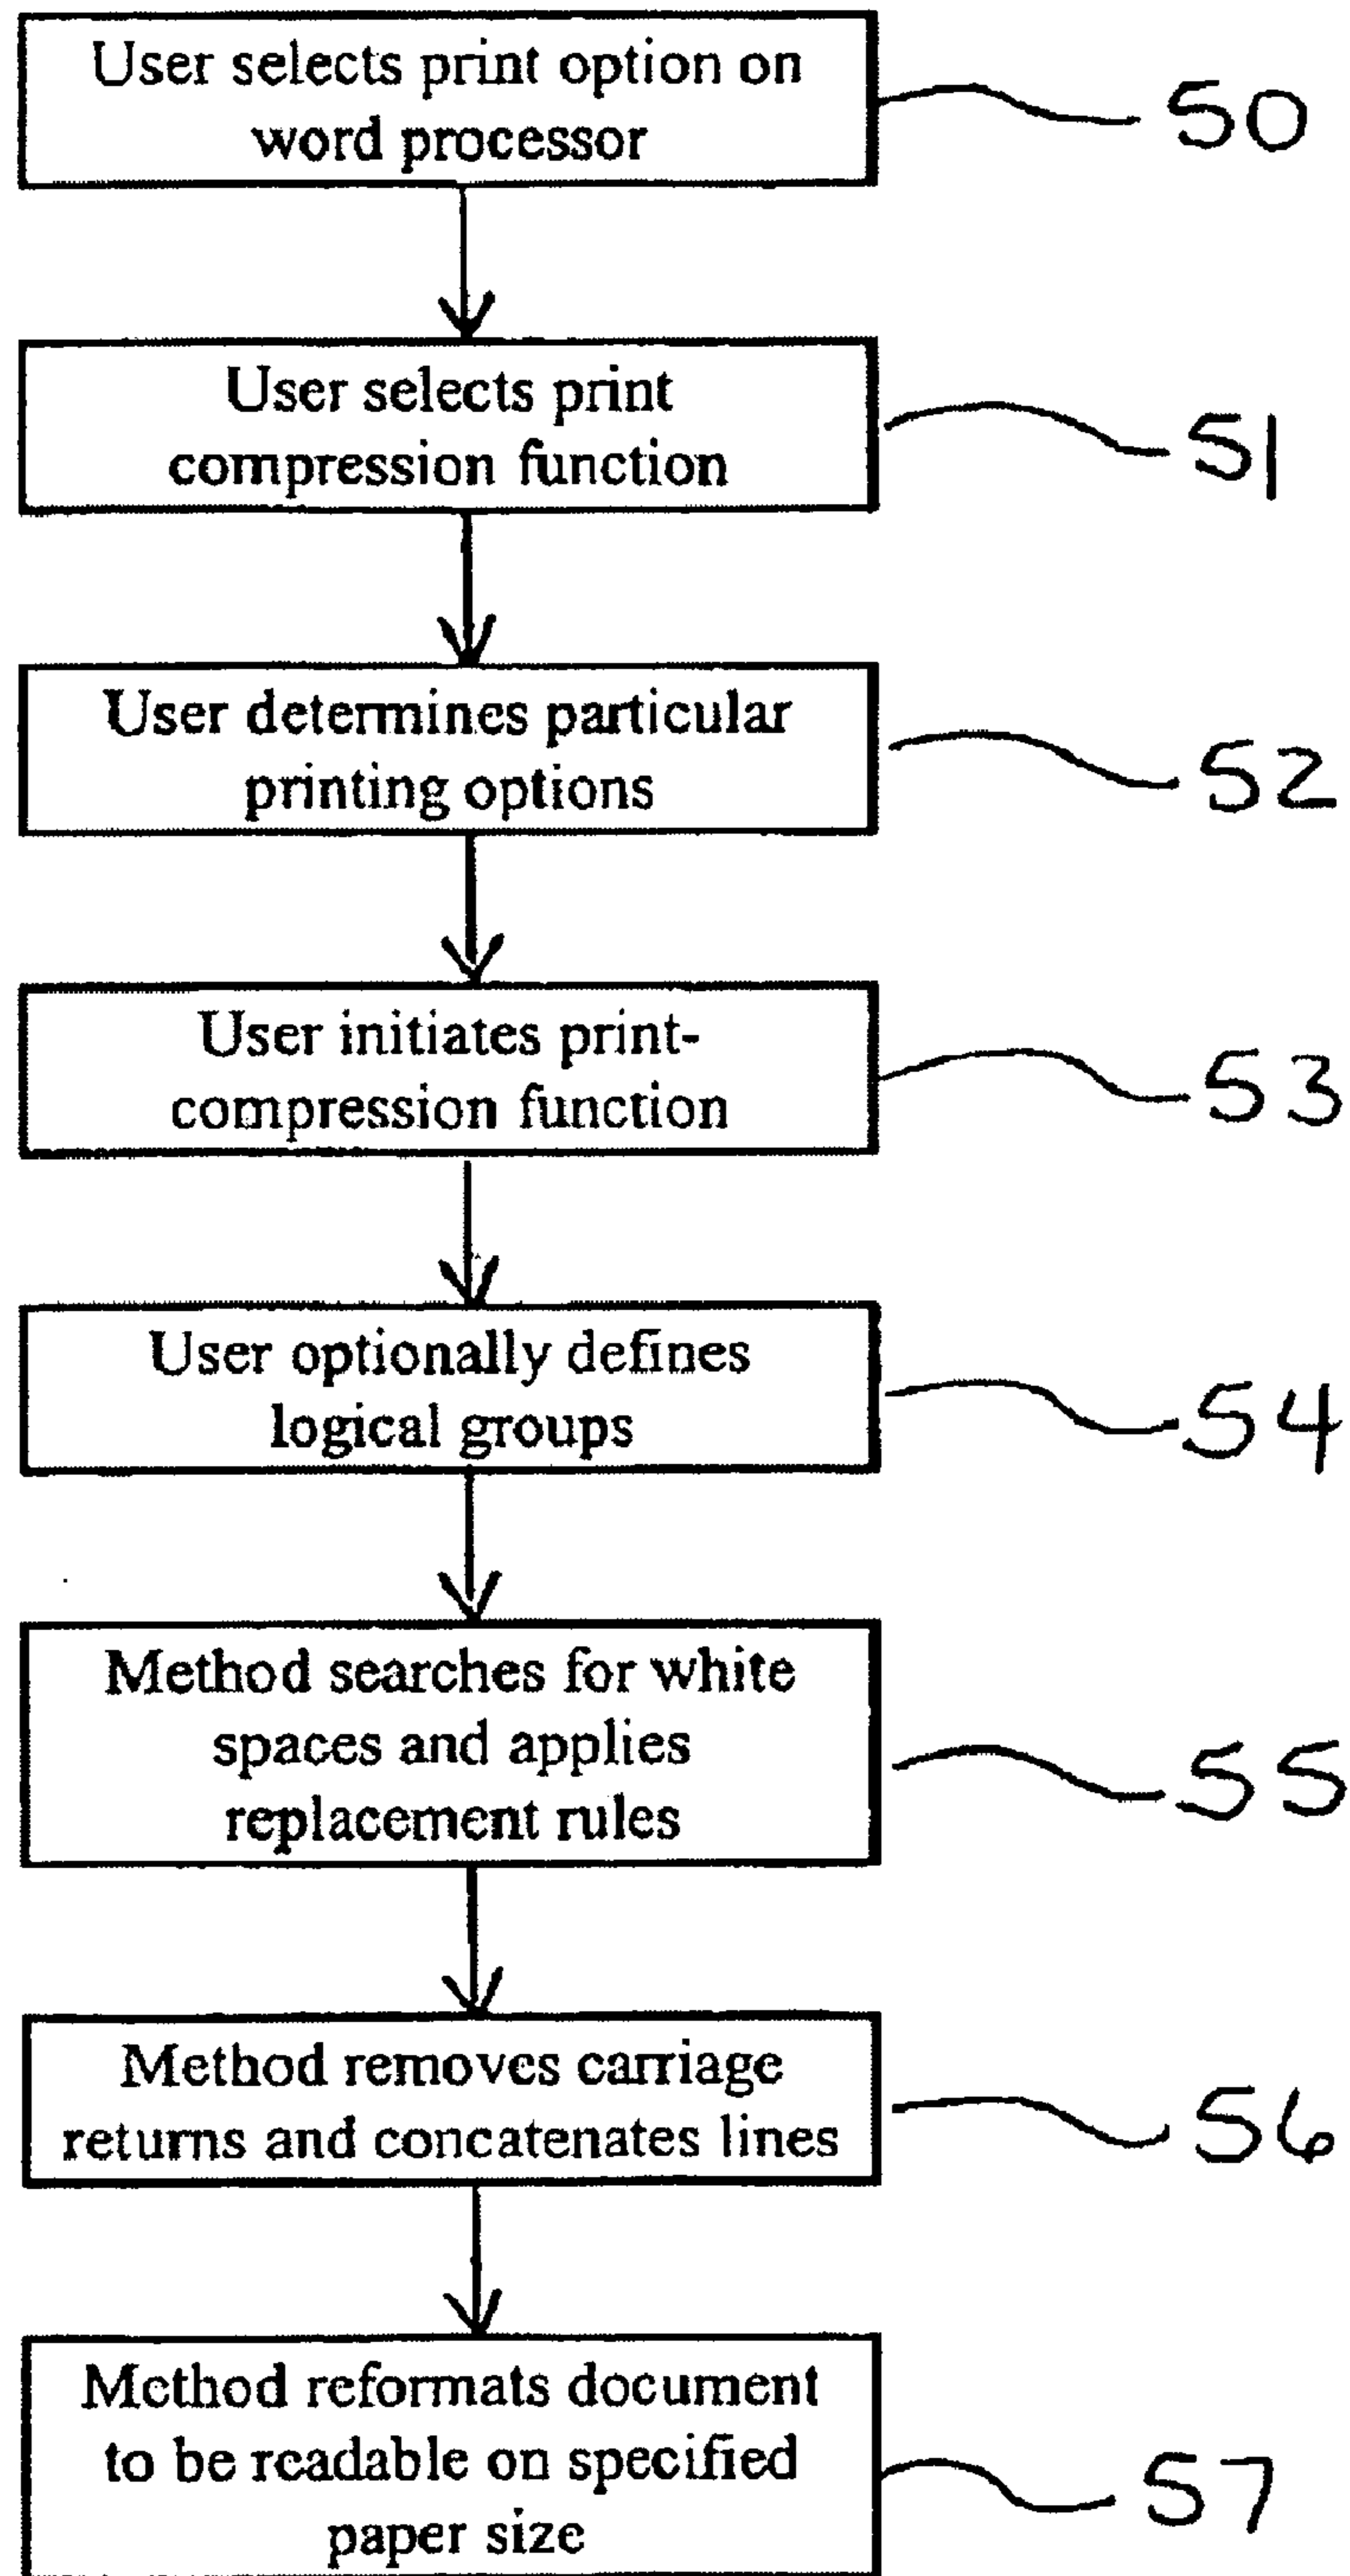 User selects print option on
word processor
50
User selects print
compression function
51
User determines particular
printing options
52
User initiates print-
compression function
53
User optionally defines
logical groups
54
Method searches for white
spaces and applies
replacement rules
55
Method removes carriage
returns and concatenates lines
56
Method reformats document
to be readable on specified
paper size
57